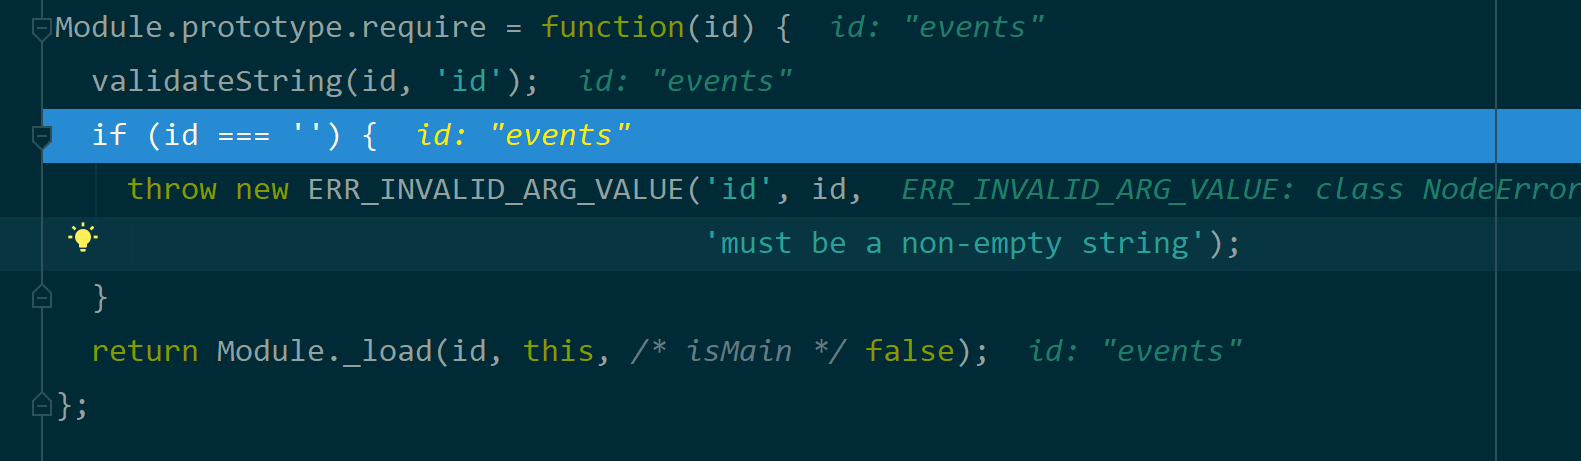 Module.prototype.require = function(id) {  id: "events"
  validateString(id, 'id');  id: "events"
  if (id === '') {  id: "events"
    throw new ERR_INVALID_ARG_VALUE('id', id,  ERR_INVALID_ARG_VALUE: class NodeError
                                    'must be a non-empty string');
  }
  return Module._load(id, this, /* isMain */ false);  id: "events"
};